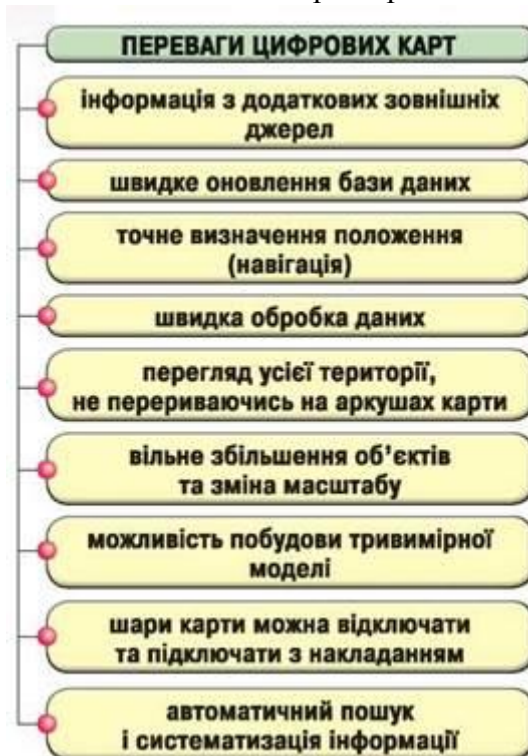 ПЕРЕВАГИ ЦИФРОВИХ КАРТ
інформація з додаткових зовнішніх
джерел
швидке оновлення бази даних
точне визначення положення
(навігація)
швидка обробка даних
перегляд усієї території,
не перериваючись на аркушах карти
вільне збільшення об’єктів
та зміна масштабу
можливість побудови тривимірної
моделі
шари карти можна відключати
та підключати з накладанням
автоматичний пошук
і систематизація інформації